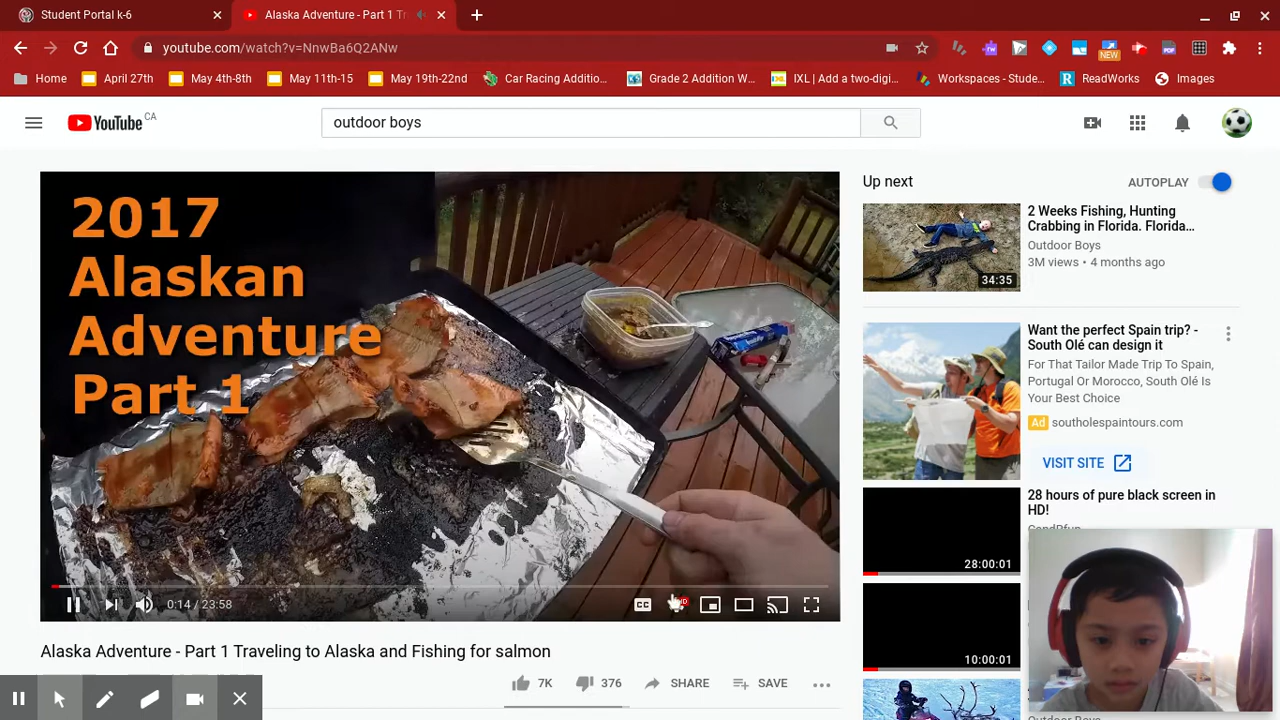 Student Portal k-6
Alaska Adventure - Part 1 Tr
youtube.com/watch?v=NnwBa6Q2ANw
NEW
PDF
Home
April 27th
May 4th-8th
May 11th-15
May 19th-22nd
Car Racing Additio...
Grade 2 Addition W...
IXL | Add a two-digi...
Workspaces - Stude...
ReadWorks
Images
YouTube CA
outdoor boys
2017
Alaskan
Adventure
Part 1
0:14 / 23:58
CC
HD
Alaska Adventure - Part 1 Traveling to Alaska and Fishing for salmon
7K
376
SHARE
SAVE
Up next
AUTOPLAY
34:35
2 Weeks Fishing, Hunting
Crabbing in Florida. Florida...
Outdoor Boys
3M views • 4 months ago
Want the perfect Spain trip? -
South Olé can design it
For That Tailor Made Trip To Spain,
Portugal Or Morocco, South Olé Is
Your Best Choice
Ad southolespaintours.com
VISIT SITE
28:00:01
28 hours of pure black screen in
HD!
10:00:01